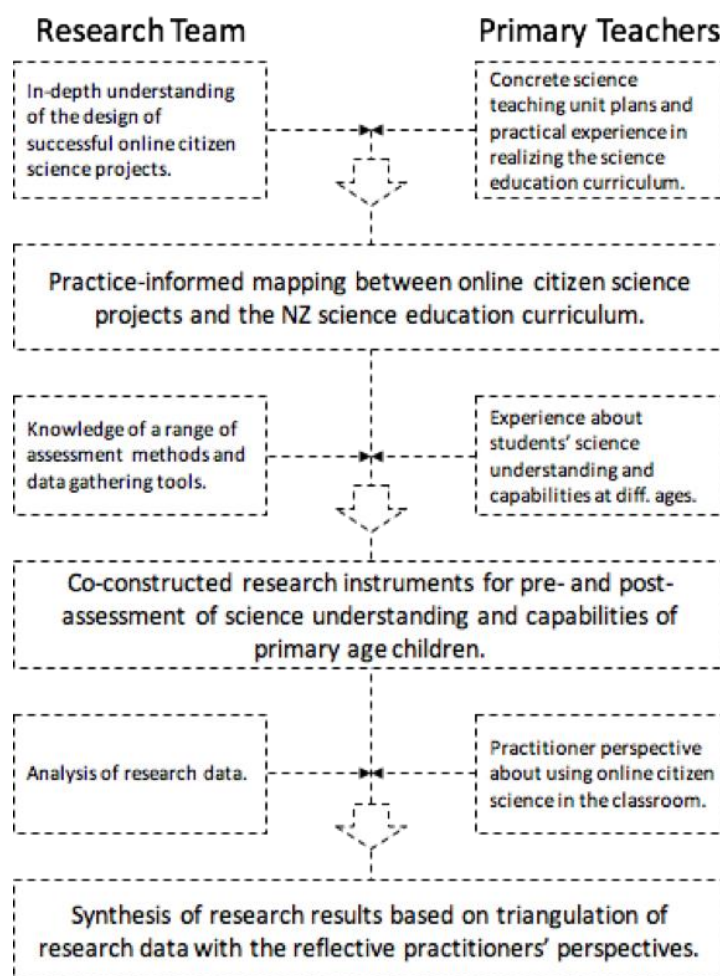 Research Team
Primary Teachers
In-depth understanding
of the design of
successful online citizen
science projects.
Concrete science
teaching unit plans and
practical experience in
realizing the science
education curriculum.
Practice-informed mapping between online citizen science
projects and the NZ science education curriculum.
Knowledge of a range of
assessment methods and
data gathering tools.
Experience about
students’ science
understanding and
capabilities at diff. ages.
Co-constructed research instruments for pre- and post-
assessment of science understanding and capabilities of
primary age children.
Analysis of research data.
Practitioner perspective
about using online citizen
science in the classroom.
Synthesis of research results based on triangulation of
research data with the reflective practitioners’ perspectives.